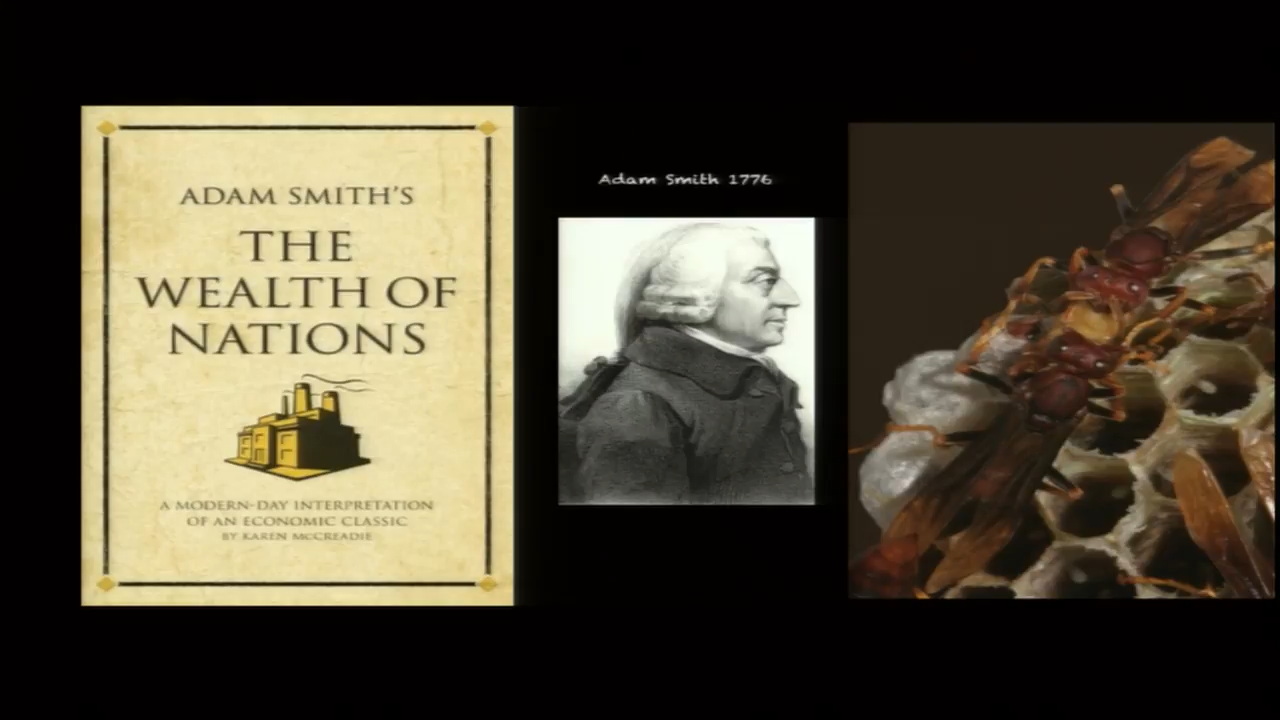 ADAM SMITH'S
THE
WEALTH OF
NATIONS
A MODERN-DAY INTERPRETATION
OF AN ECONOMIC CLASSIC
BY KAREN McCREADIE
Adam Smith 1776